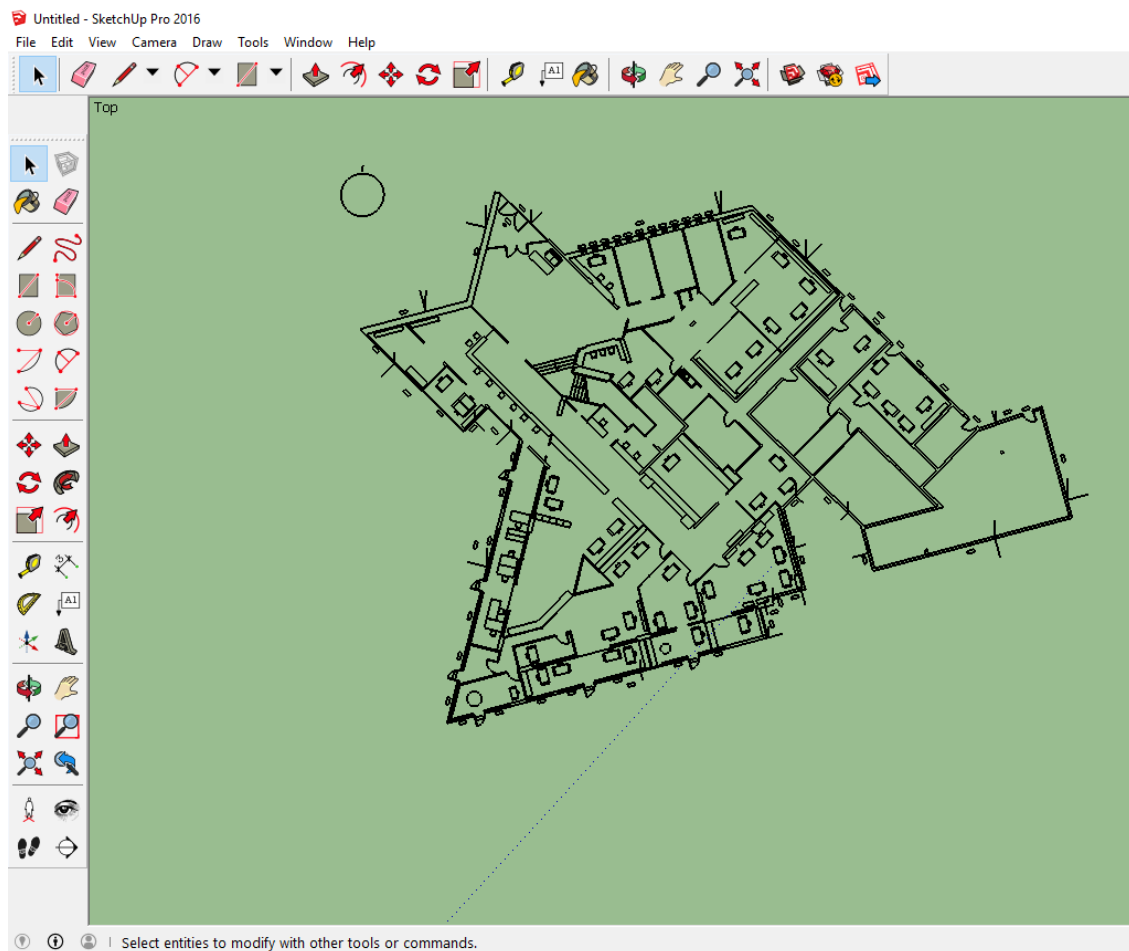 Untitled - SketchUp Pro 2016
File Edit View Camera Draw Tools Window Help
A1
Top
A1
Select entities to modify with other tools or commands.